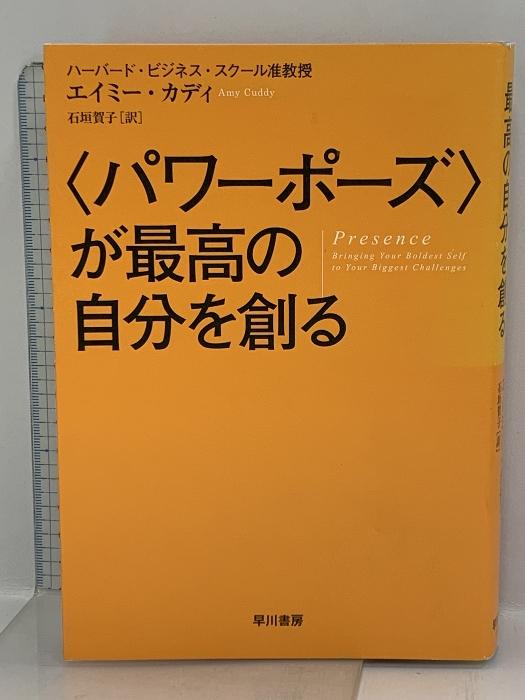 ハーバード・ビジネス・スクール准教授
エイミー・カディ Amy Cuddy
石垣賀子［訳］
〈パワーポーズ〉
が最高の
自分を創る
Presence
Bringing Your Boldest Self
to Your Biggest Challenges
早川書房
最高の自分を創る